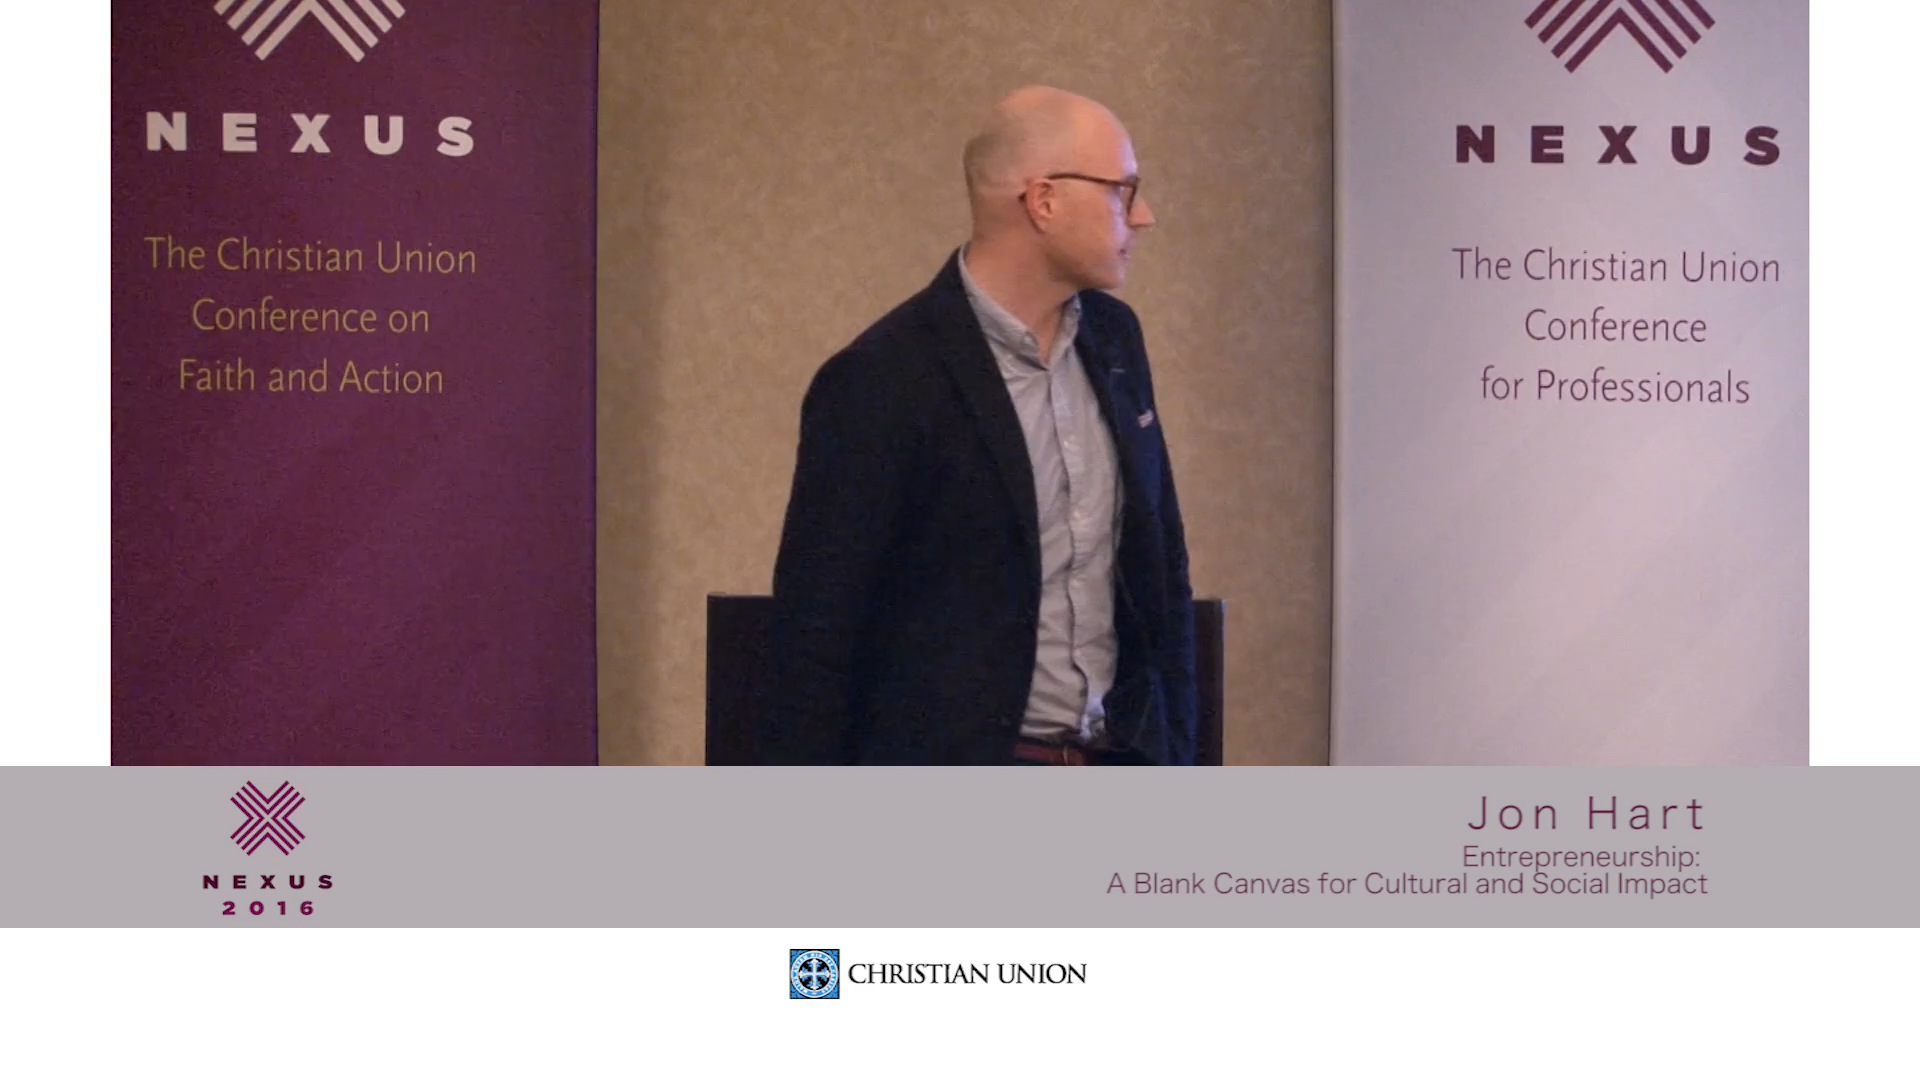 NEXUS
The Christian Union
Conference on
Faith and Action
NEXUS
The Christian Union
Conference
for Professionals
NEXUS
2016
Jon Hart
Entrepreneurship:
A Blank Canvas for Cultural and Social Impact
CHRISTIAN UNION